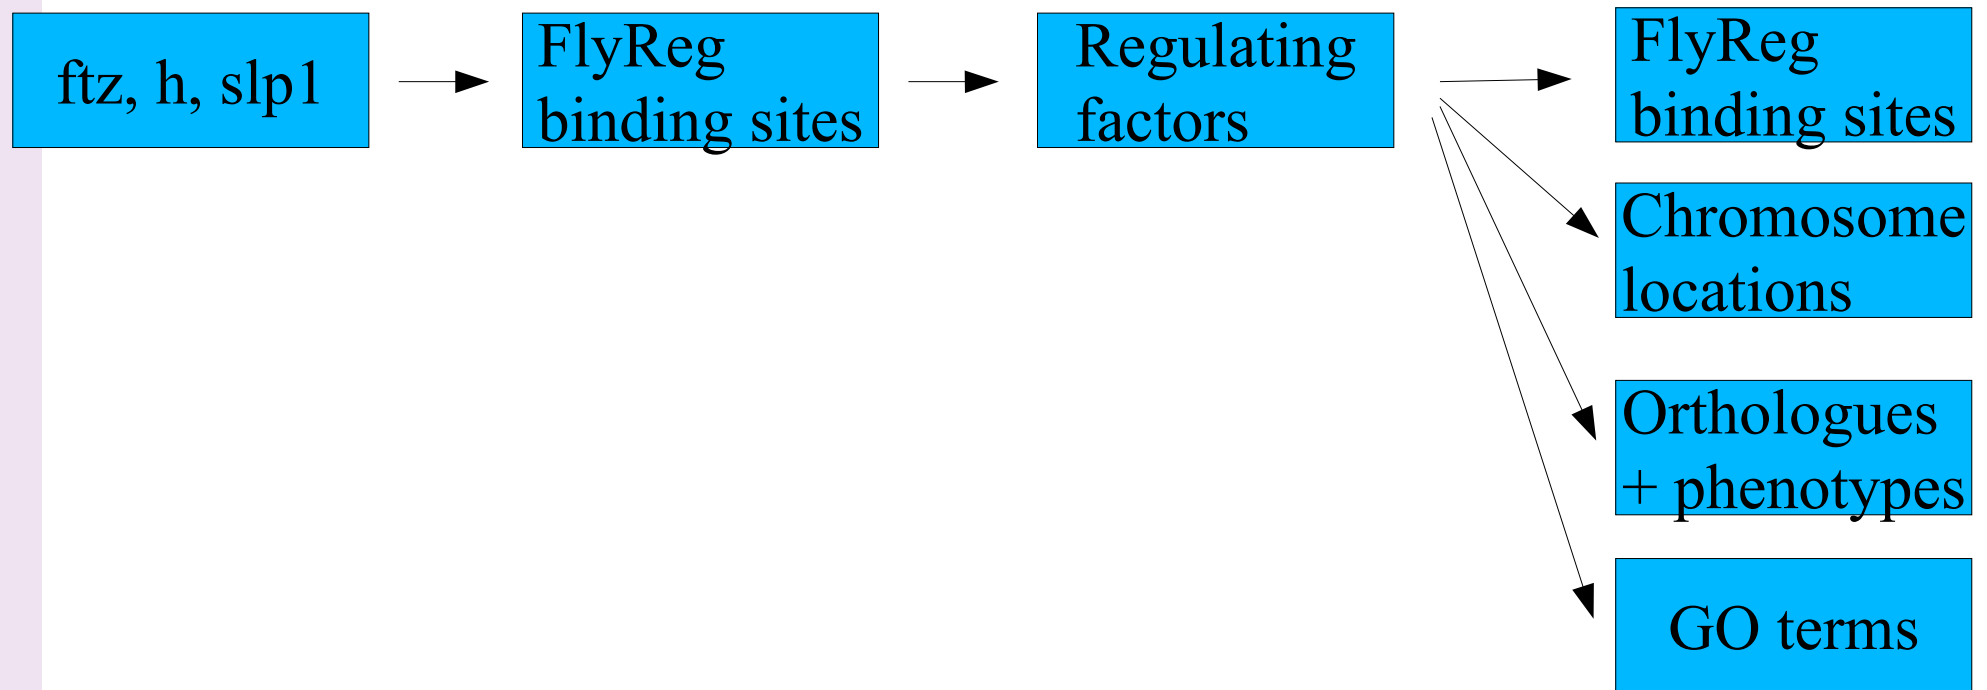 ftz, h, slp1
FlyReg
binding sites
Regulating
factors
FlyReg
binding sites
Chromosome
locations
Orthologues
+ phenotypes
GO terms